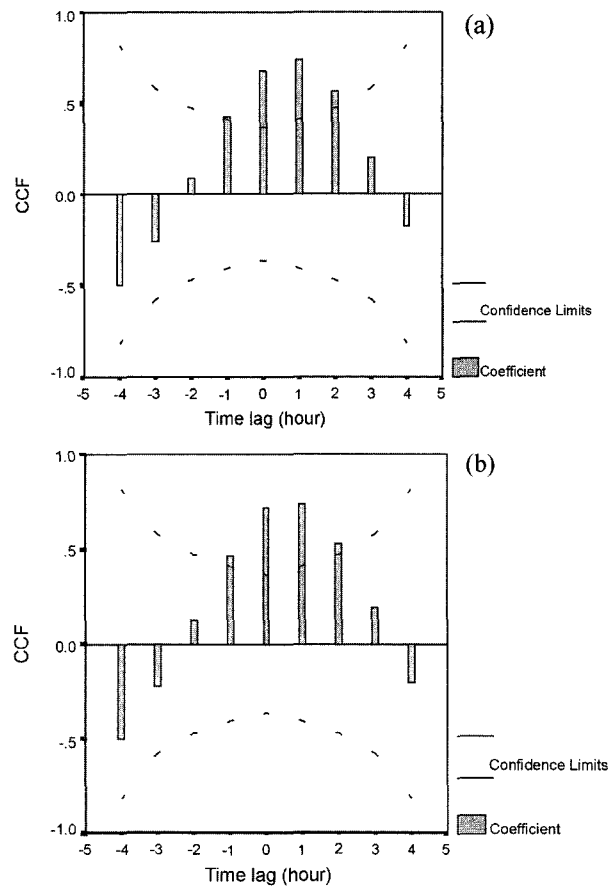 (a)
1.0
.5
0.0
-.5
-1.0
CCF
-5 -4 -3 -2 -1 0 1 2 3 4 5
Time lag (hour)
Confidence Limits
Coefficient
(b)
1.0
.5
0.0
-.5
-1.0
CCF
-5 -4 -3 -2 -1 0 1 2 3 4 5
Time lag (hour)
Confidence Limits
Coefficient